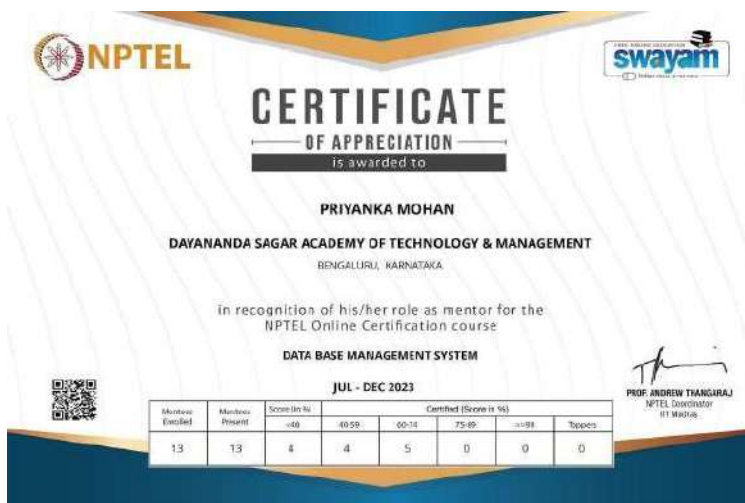 NPTEL
swayam
CERTIFICATE
OF APPRECIATION
is awarded to
PRIYANKA MOHAN
DAYANANDA SAGAR ACADEMY OF TECHNOLOGY & MANAGEMENT
BENGALURU, KARNATAKA
in recognition of his/her role as mentor for the
NPTEL Online Certification course
DATA BASE MANAGEMENT SYSTEM
JUL - DEC 2023
PROF. ANDREW THANGARAJ
NPTEL Coordinator
IIT Madras
Mentees Enrolled Mentees Present Score (in %) Certified (Score in %)
<40 40-59 60-74 75-89 Toppers
13 13 4 4 5 0 0 0